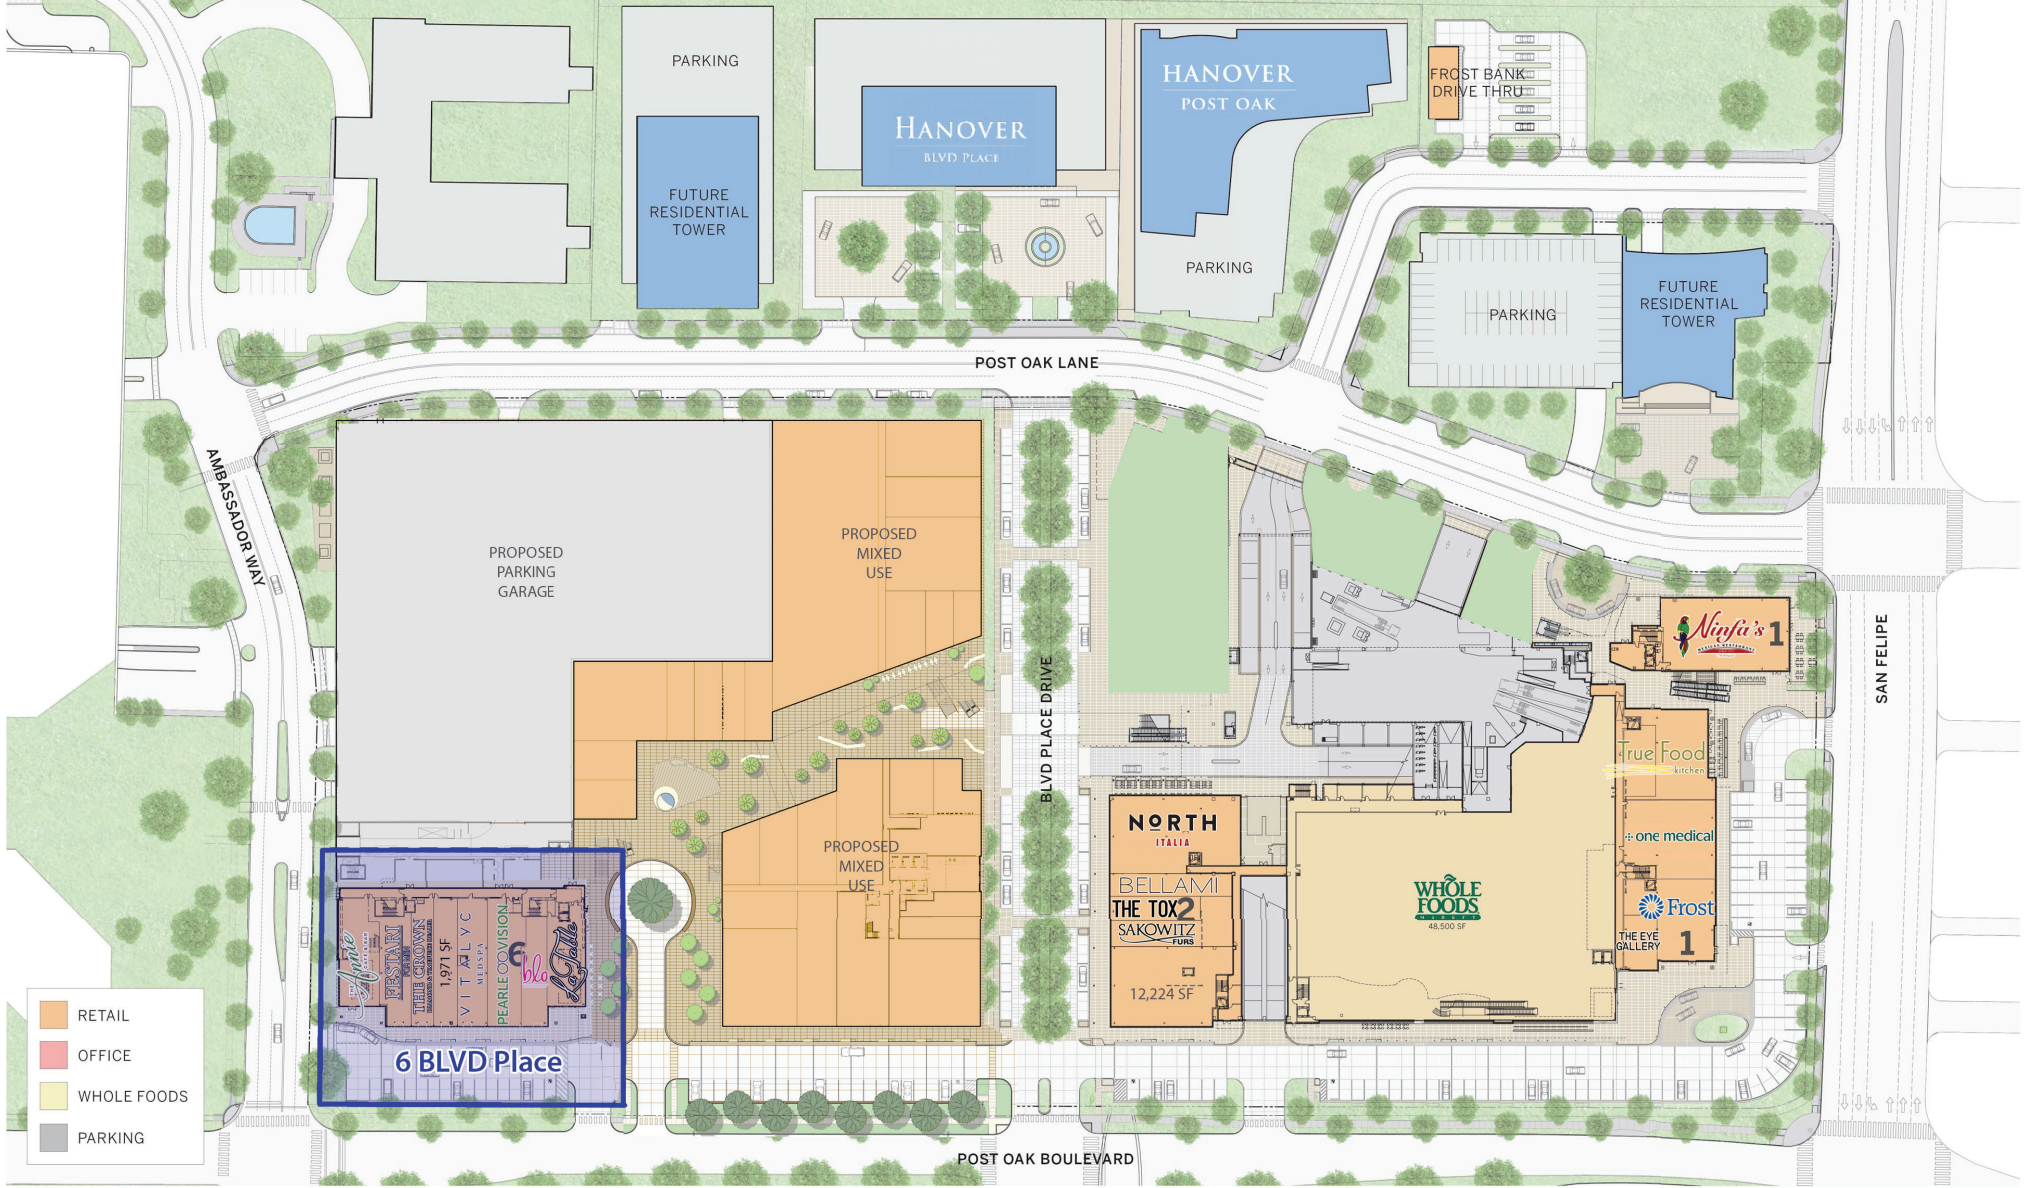 PARKING
HANOVER
POST OAK
FROST BANK
DRIVE THRU
HANOVER
BLVD PLACE
FUTURE
RESIDENTIAL
TOWER
PARKING
FUTURE
RESIDENTIAL
TOWER
PARKING
POST OAK LANE
AMBASSADOR WAY
PROPOSED
PARKING
GARAGE
PROPOSED
MIXED
USE
BLVD PLACE DRIVE
SAN FELIPE
Ninfa's
1
True Food
kitchen
NORTH
ITALIA
one medical
PROPOSED
MIXED
USE
BELLAMI
THE TOX
2
SAKOWITZ
FURS
12,224 SF
WHOLE
FOODS
MARKET
48,500 SF
Frost
THE EYE
GALLERY
1
THE Annie
FESTARI
FOR MEN
THE CROWN
1,971 SF
VITALYC
MEDSPA
PEARLE VISION
6
blo
La Table
6 BLVD Place
RETAIL
OFFICE
WHOLE FOODS
PARKING
POST OAK BOULEVARD